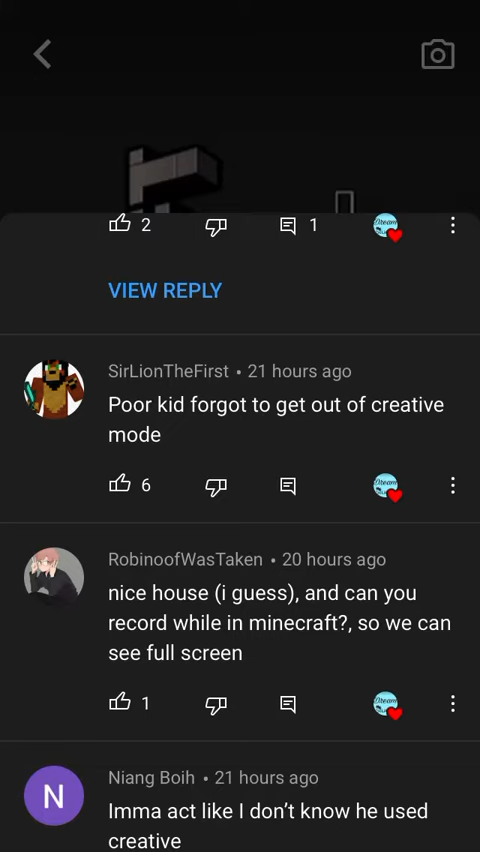 2
1
VIEW REPLY
SirLionTheFirst • 21 hours ago
Poor kid forgot to get out of creative
mode
6
RobinoofWasTaken • 20 hours ago
nice house (i guess), and can you
record while in minecraft?, so we can
see full screen
1
Niang Boih • 21 hours ago
N
Imma act like I don’t know he used
creative